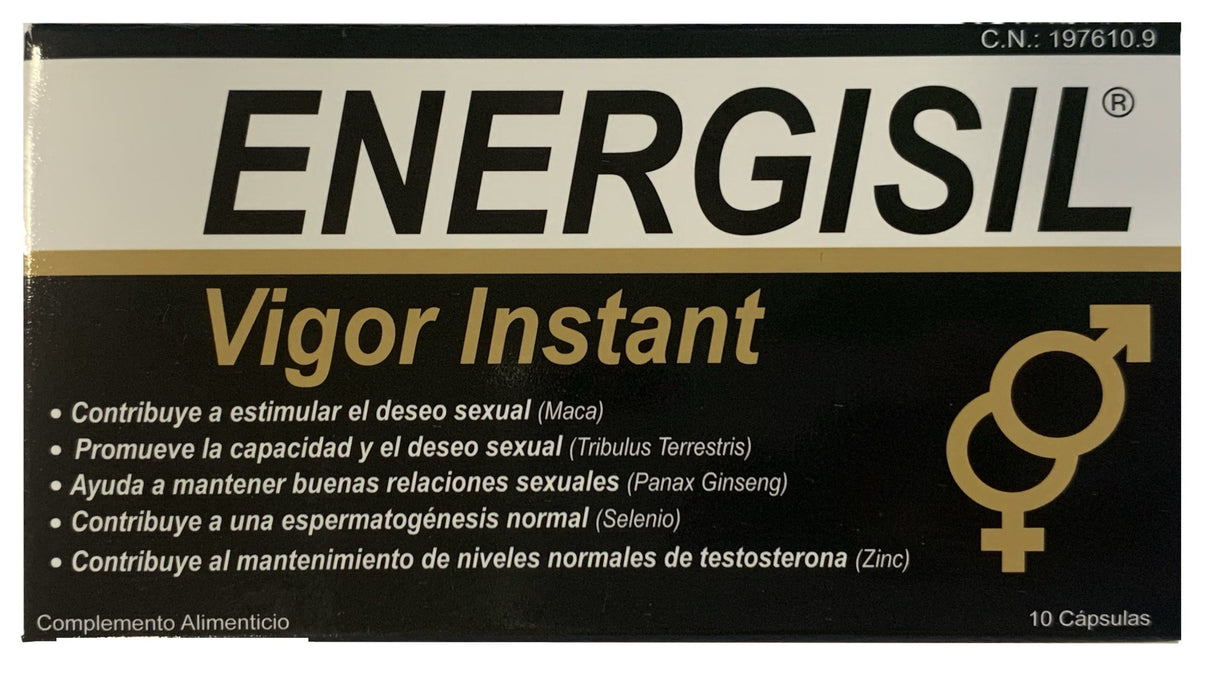 C.N.: 197610.9
ENERGISIL®
Vigor Instant
• Contribuye a estimular el deseo sexual (Maca)
• Promueve la capacidad y el deseo sexual (Tribulus Terrestris)
• Ayuda a mantener buenas relaciones sexuales (Panax Ginseng)
• Contribuye a una espermatogénesis normal (Selenio)
• Contribuye al mantenimiento de niveles normales de testosterona (Zinc)
Complemento Alimenticio
10 Cápsulas